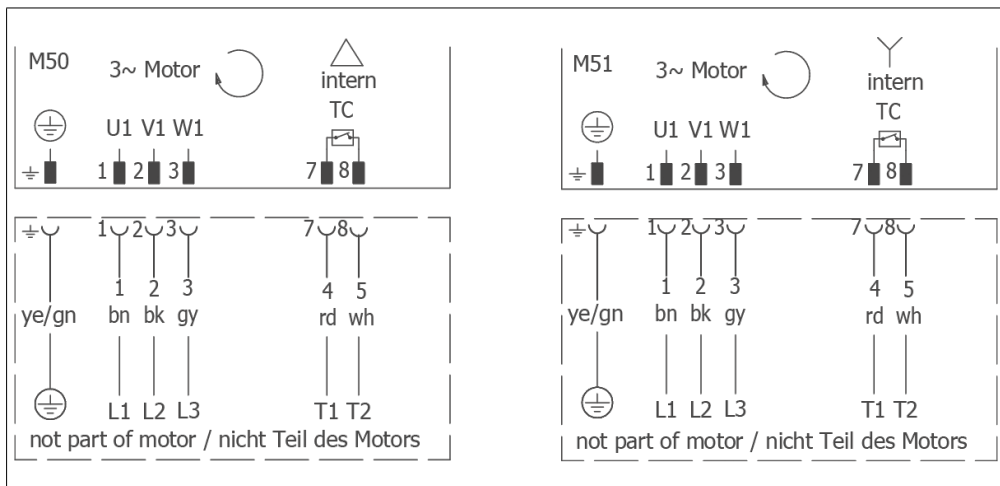 M50 3~ Motor
intern
TC
U1 V1 W1
1 2 3 7 8
1 2 3 7 8
1 2 3 4 5
ye/gn bn bk gy rd wh
L1 L2 L3 T1 T2
not part of motor / nicht Teil des Motors
M51 3~ Motor
intern
TC
U1 V1 W1
1 2 3 7 8
1 2 3 7 8
1 2 3 4 5
ye/gn bn bk gy rd wh
L1 L2 L3 T1 T2
not part of motor / nicht Teil des Motors